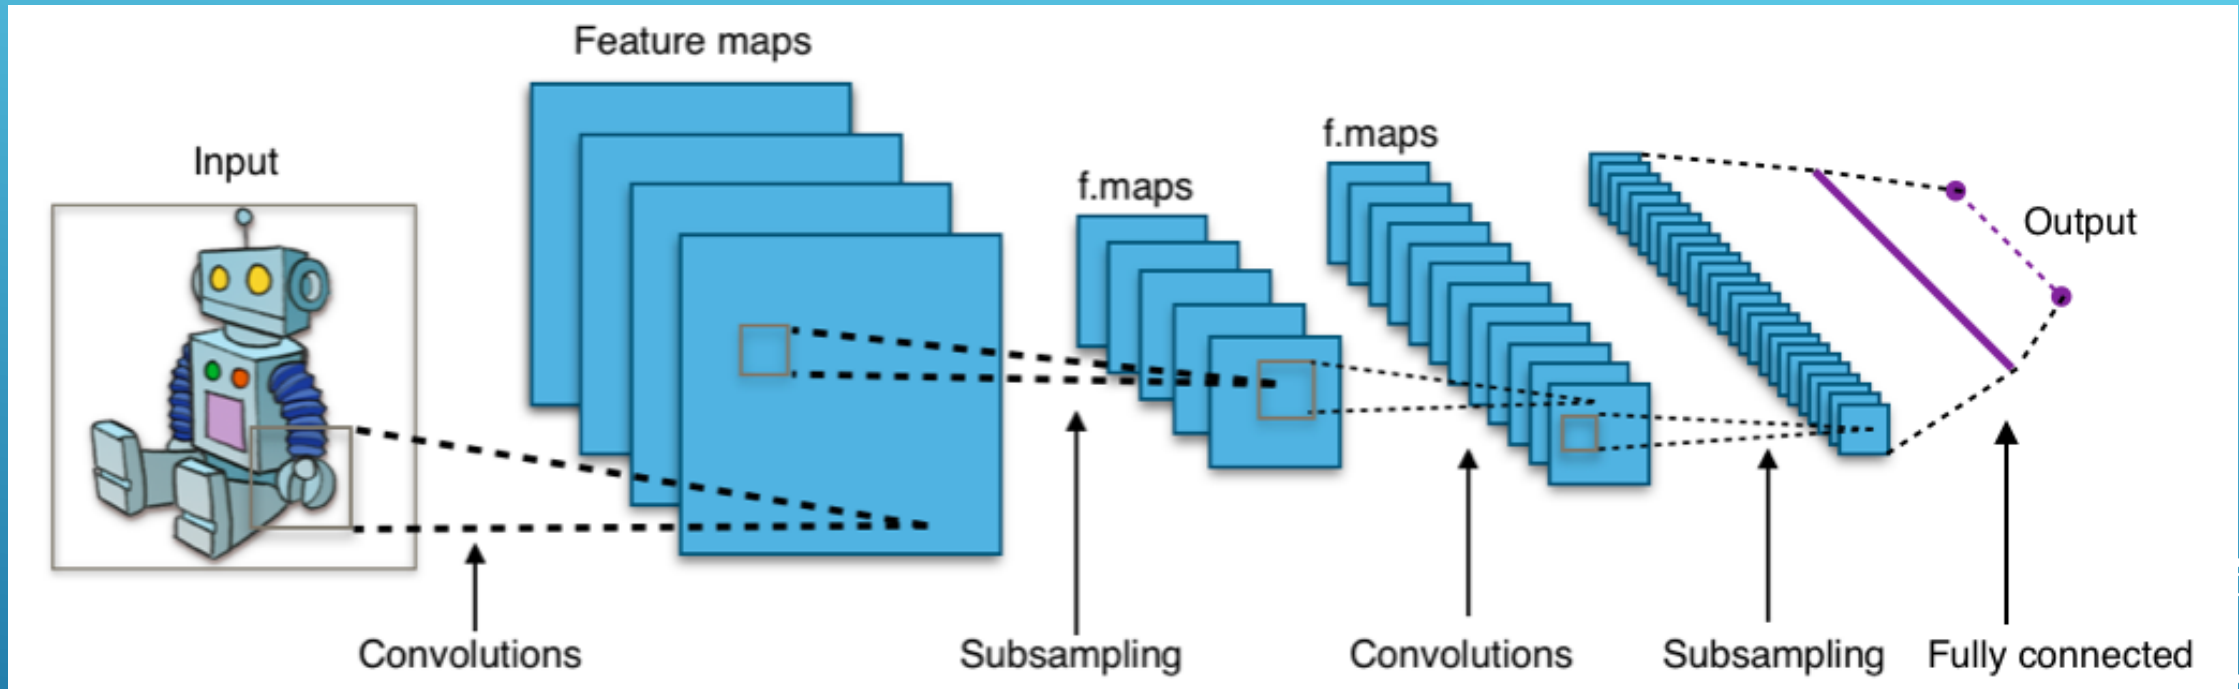 Feature maps
f.maps
Input
f.maps
Output
Convolutions
Subsampling
Convolutions
Subsampling
Fully connected